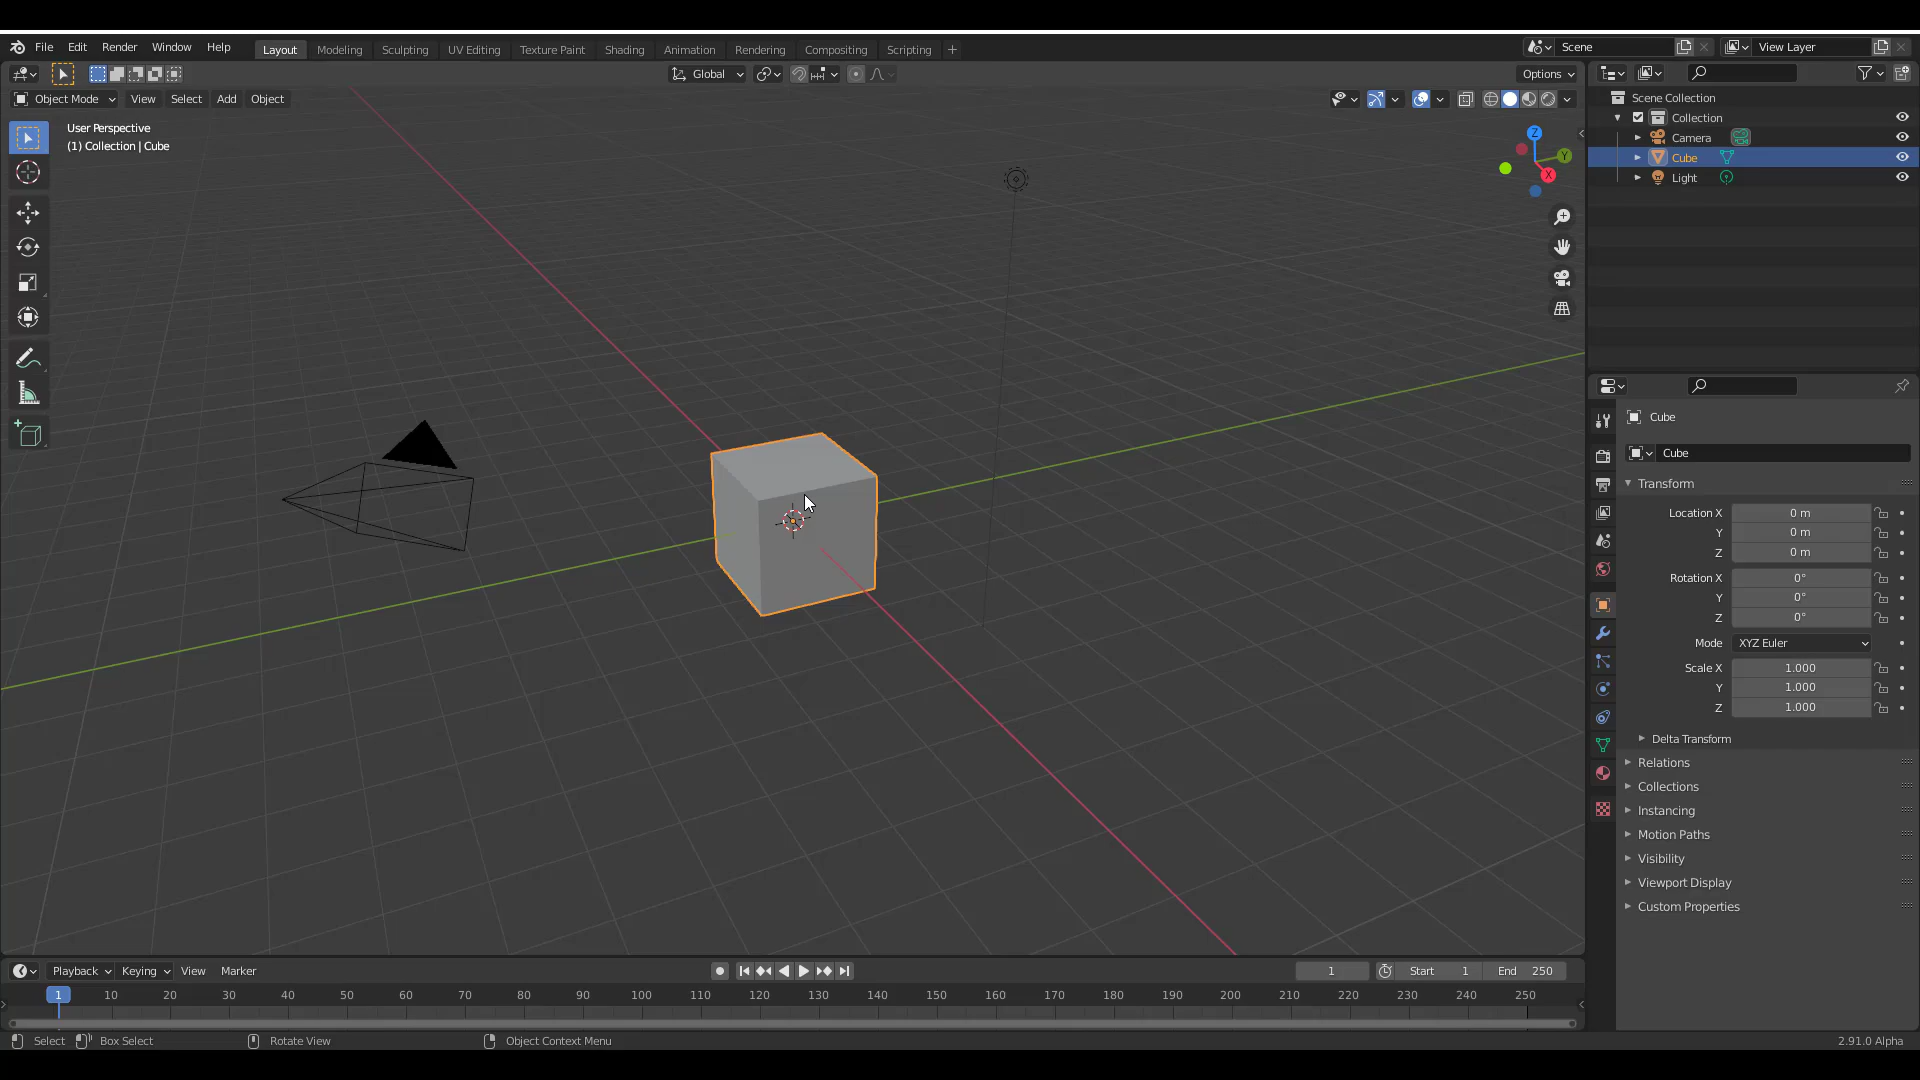 File Edit Render Window Help Layout Modeling Sculpting UV Editing Texture Paint Shading Animation Rendering Compositing Scripting + Scene View Layer
Global Options
Object Mode View Select Add Object
User Perspective
(1) Collection | Cube
Z
Y
X
Scene Collection
Collection
Camera
Cube
Light
Cube
Cube
Transform
Location X 0 m
Y 0 m
Z 0 m
Rotation X 0°
Y 0°
Z 0°
Mode XYZ Euler
Scale X 1.000
Y 1.000
Z 1.000
Delta Transform
Relations
Collections
Instancing
Motion Paths
Visibility
Viewport Display
Custom Properties
Playback Keying View Marker 1 Start 1 End 250
1 10 20 30 40 50 60 70 80 90 100 110 120 130 140 150 160 170 180 190 200 210 220 230 240 250
Select Box Select Rotate View Object Context Menu 2.91.0 Alpha